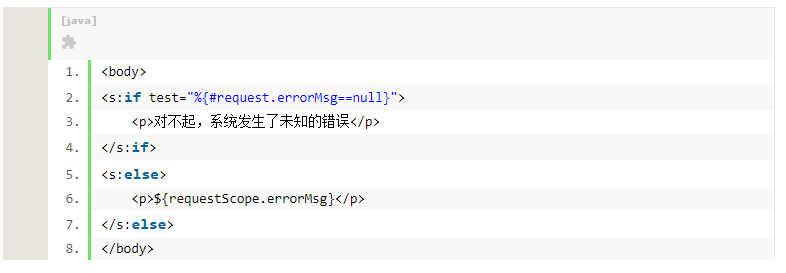 [java]
1. <body>
2. <s:if test="%{#request.errorMsg==null}">
3. <p>对不起，系统发生了未知的错误</p>
4. </s:if>
5. <s:else>
6. <p>${requestScope.errorMsg}</p>
7. </s:else>
8. </body>